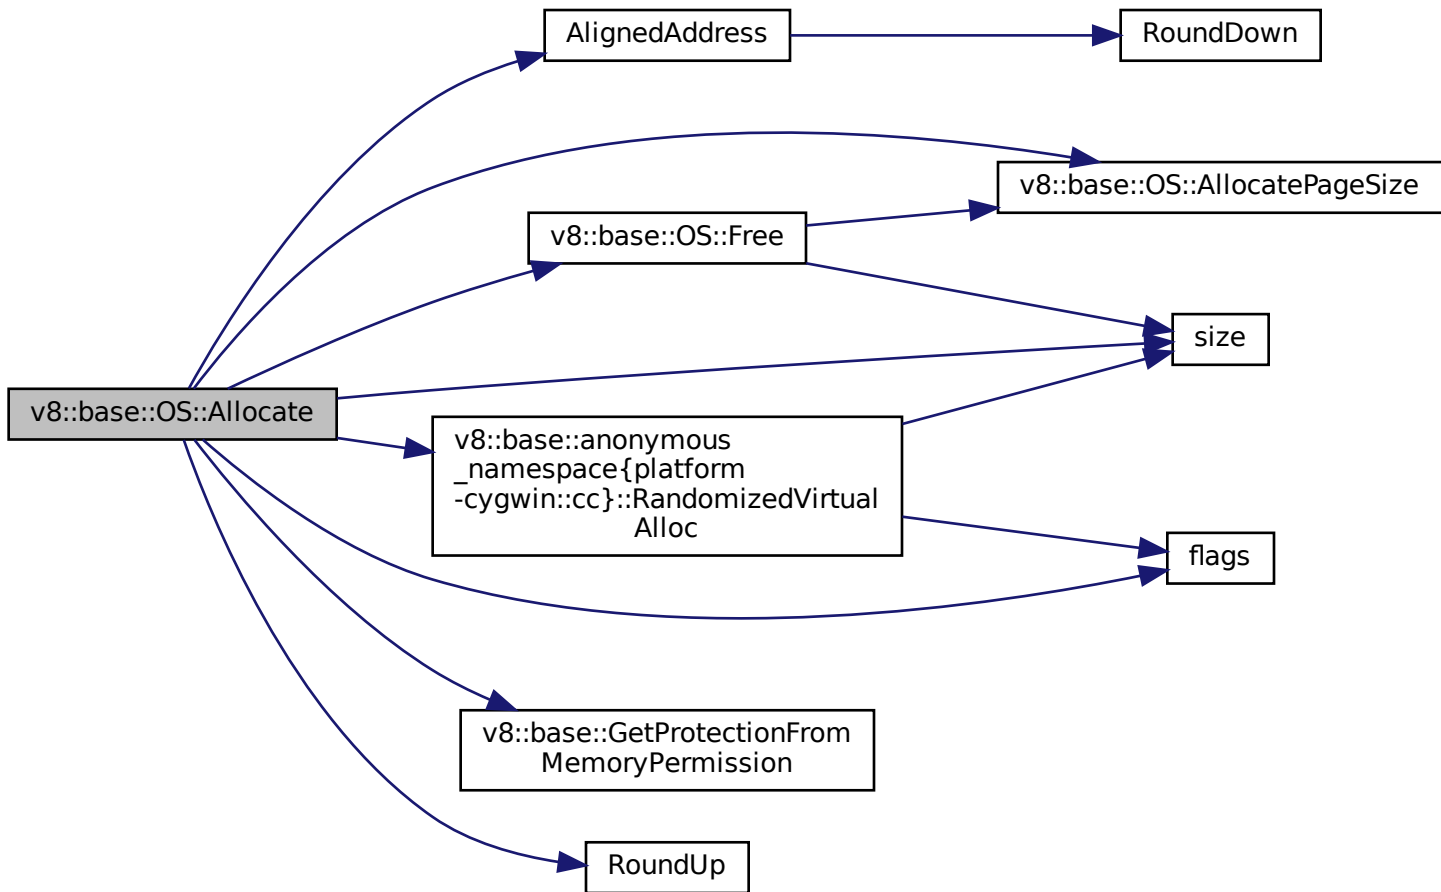 AlignedAddress
RoundDown
v8::base::OS::AllocatePageSize
v8::base::OS::Free
size
v8::base::OS::Allocate
v8::base::anonymous
_namespace{platform
-cygwin::cc}::RandomizedVirtual
Alloc
flags
v8::base::GetProtectionFrom
MemoryPermission
RoundUp